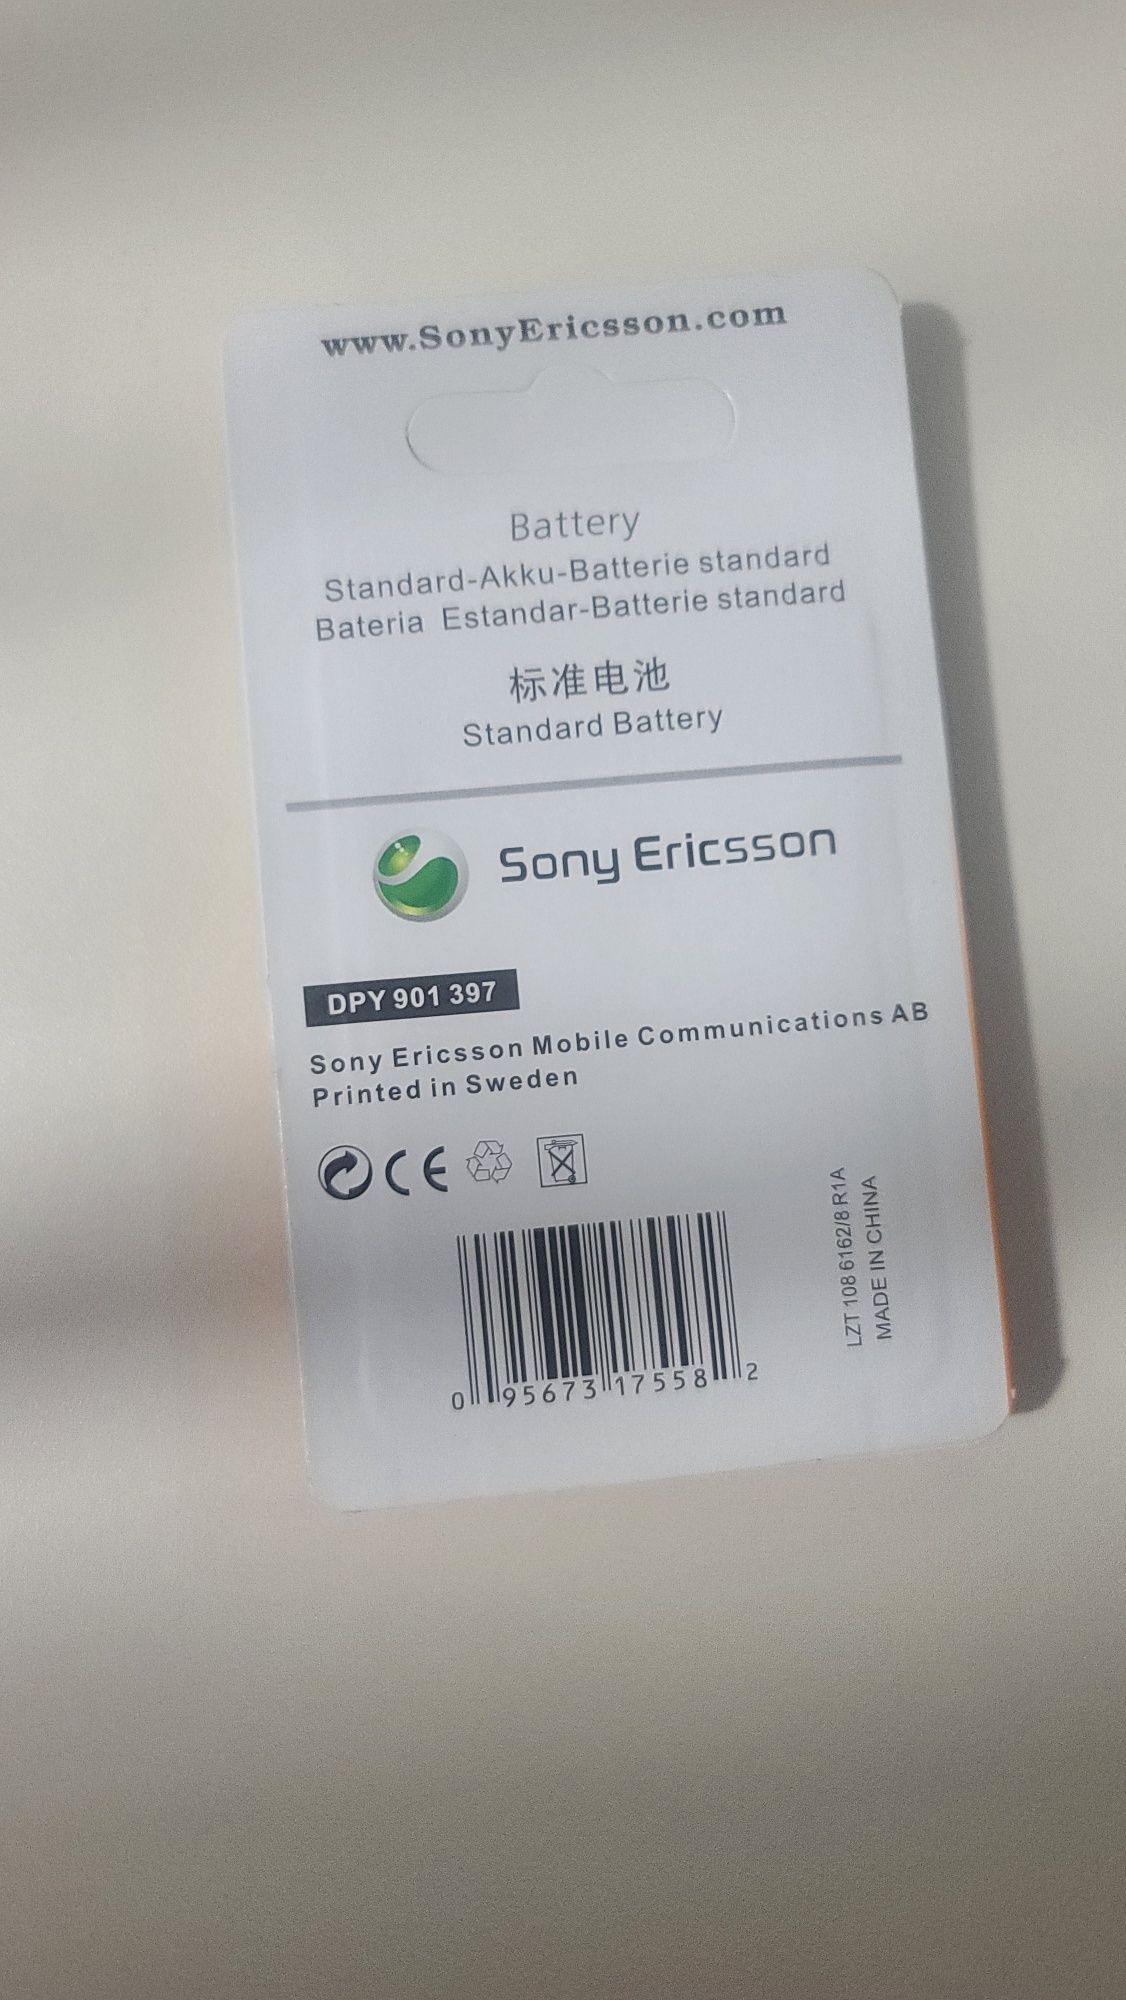 www.SonyEricsson.com
Battery
Standard-Akku-Batterie standard
Bateria Estandar-Batterie standard
标准电池
Standard Battery
Sony Ericsson
DPY 901 397
Sony Ericsson Mobile Communications AB
Printed in Sweden
CE
LZT 108 6162/8 R1A
MADE IN CHINA
0 95673 17558 2